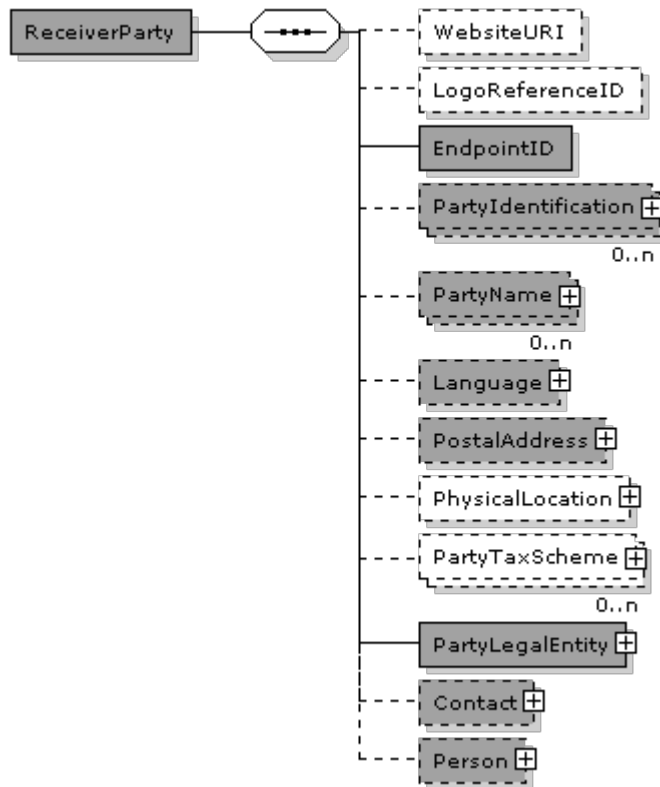 ReceiverParty
WebsiteURI
LogoReferenceID
EndpointID
PartyIdentification
0..n
PartyName
0..n
Language
PostalAddress
PhysicalLocation
PartyTaxScheme
0..n
PartyLegalEntity
Contact
Person